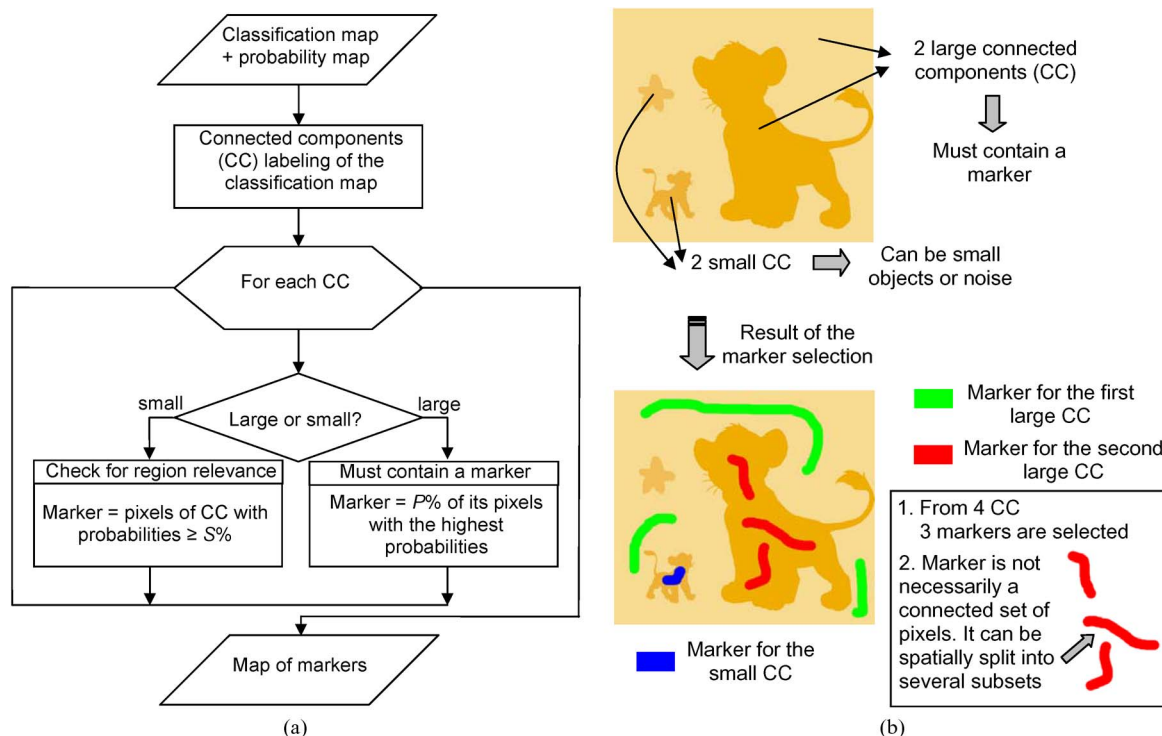 Classification map
+ probability map
Connected components
(CC) labeling of the
classification map
For each CC
Large or small?
small
large
Check for region relevance
Marker = pixels of CC with
probabilities ≥ S%
Must contain a marker
Marker = P% of its pixels
with the highest
probabilities
Map of markers
(a)
2 large connected
components (CC)
Must contain a
marker
2 small CC
Can be small
objects or noise
Result of the
marker selection
Marker for the first
large CC
Marker for the second
large CC
1. From 4 CC
3 markers are selected
2. Marker is not
necessarily a
connected set of
pixels. It can be
spatially split into
several subsets
Marker for the
small CC
(b)